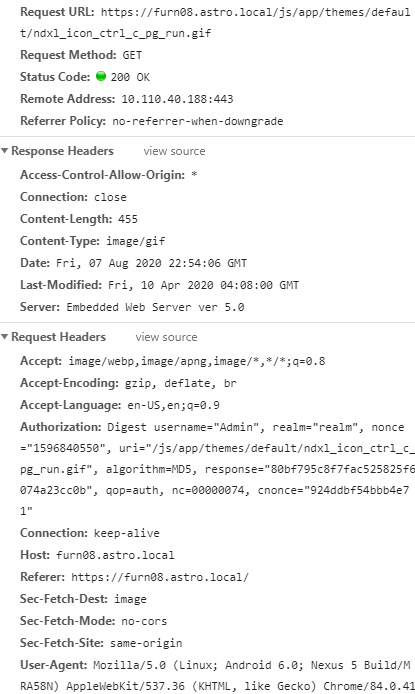 Request URL: https://furn08.astro.local/js/app/themes/defaul
t/ndxl_icon_ctrl_c_pg_run.gif
Request Method: GET
Status Code: 200 OK
Remote Address: 10.110.40.188:443
Referrer Policy: no-referrer-when-downgrade
Response Headers view source
Access-Control-Allow-Origin: *
Connection: close
Content-Length: 455
Content-Type: image/gif
Date: Fri, 07 Aug 2020 22:54:06 GMT
Last-Modified: Fri, 10 Apr 2020 04:08:00 GMT
Server: Embedded Web Server ver 5.0
Request Headers view source
Accept: image/webp,image/apng,image/*,*/*;q=0.8
Accept-Encoding: gzip, deflate, br
Accept-Language: en-US,en;q=0.9
Authorization: Digest username="Admin", realm="realm", nonce
="1596840550", uri="/js/app/themes/default/ndxl_icon_ctrl_c_
pg_run.gif", algorithm=MD5, response="80bf795c8f7fac525825f6
074a23cc0b", qop=auth, nc=00000074, cnonce="924ddbf54bbb4e7
1"
Connection: keep-alive
Host: furn08.astro.local
Referer: https://furn08.astro.local/
Sec-Fetch-Dest: image
Sec-Fetch-Mode: no-cors
Sec-Fetch-Site: same-origin
User-Agent: Mozilla/5.0 (Linux; Android 6.0; Nexus 5 Build/M
RA58N) AppleWebKit/537.36 (KHTML, like Gecko) Chrome/84.0.41